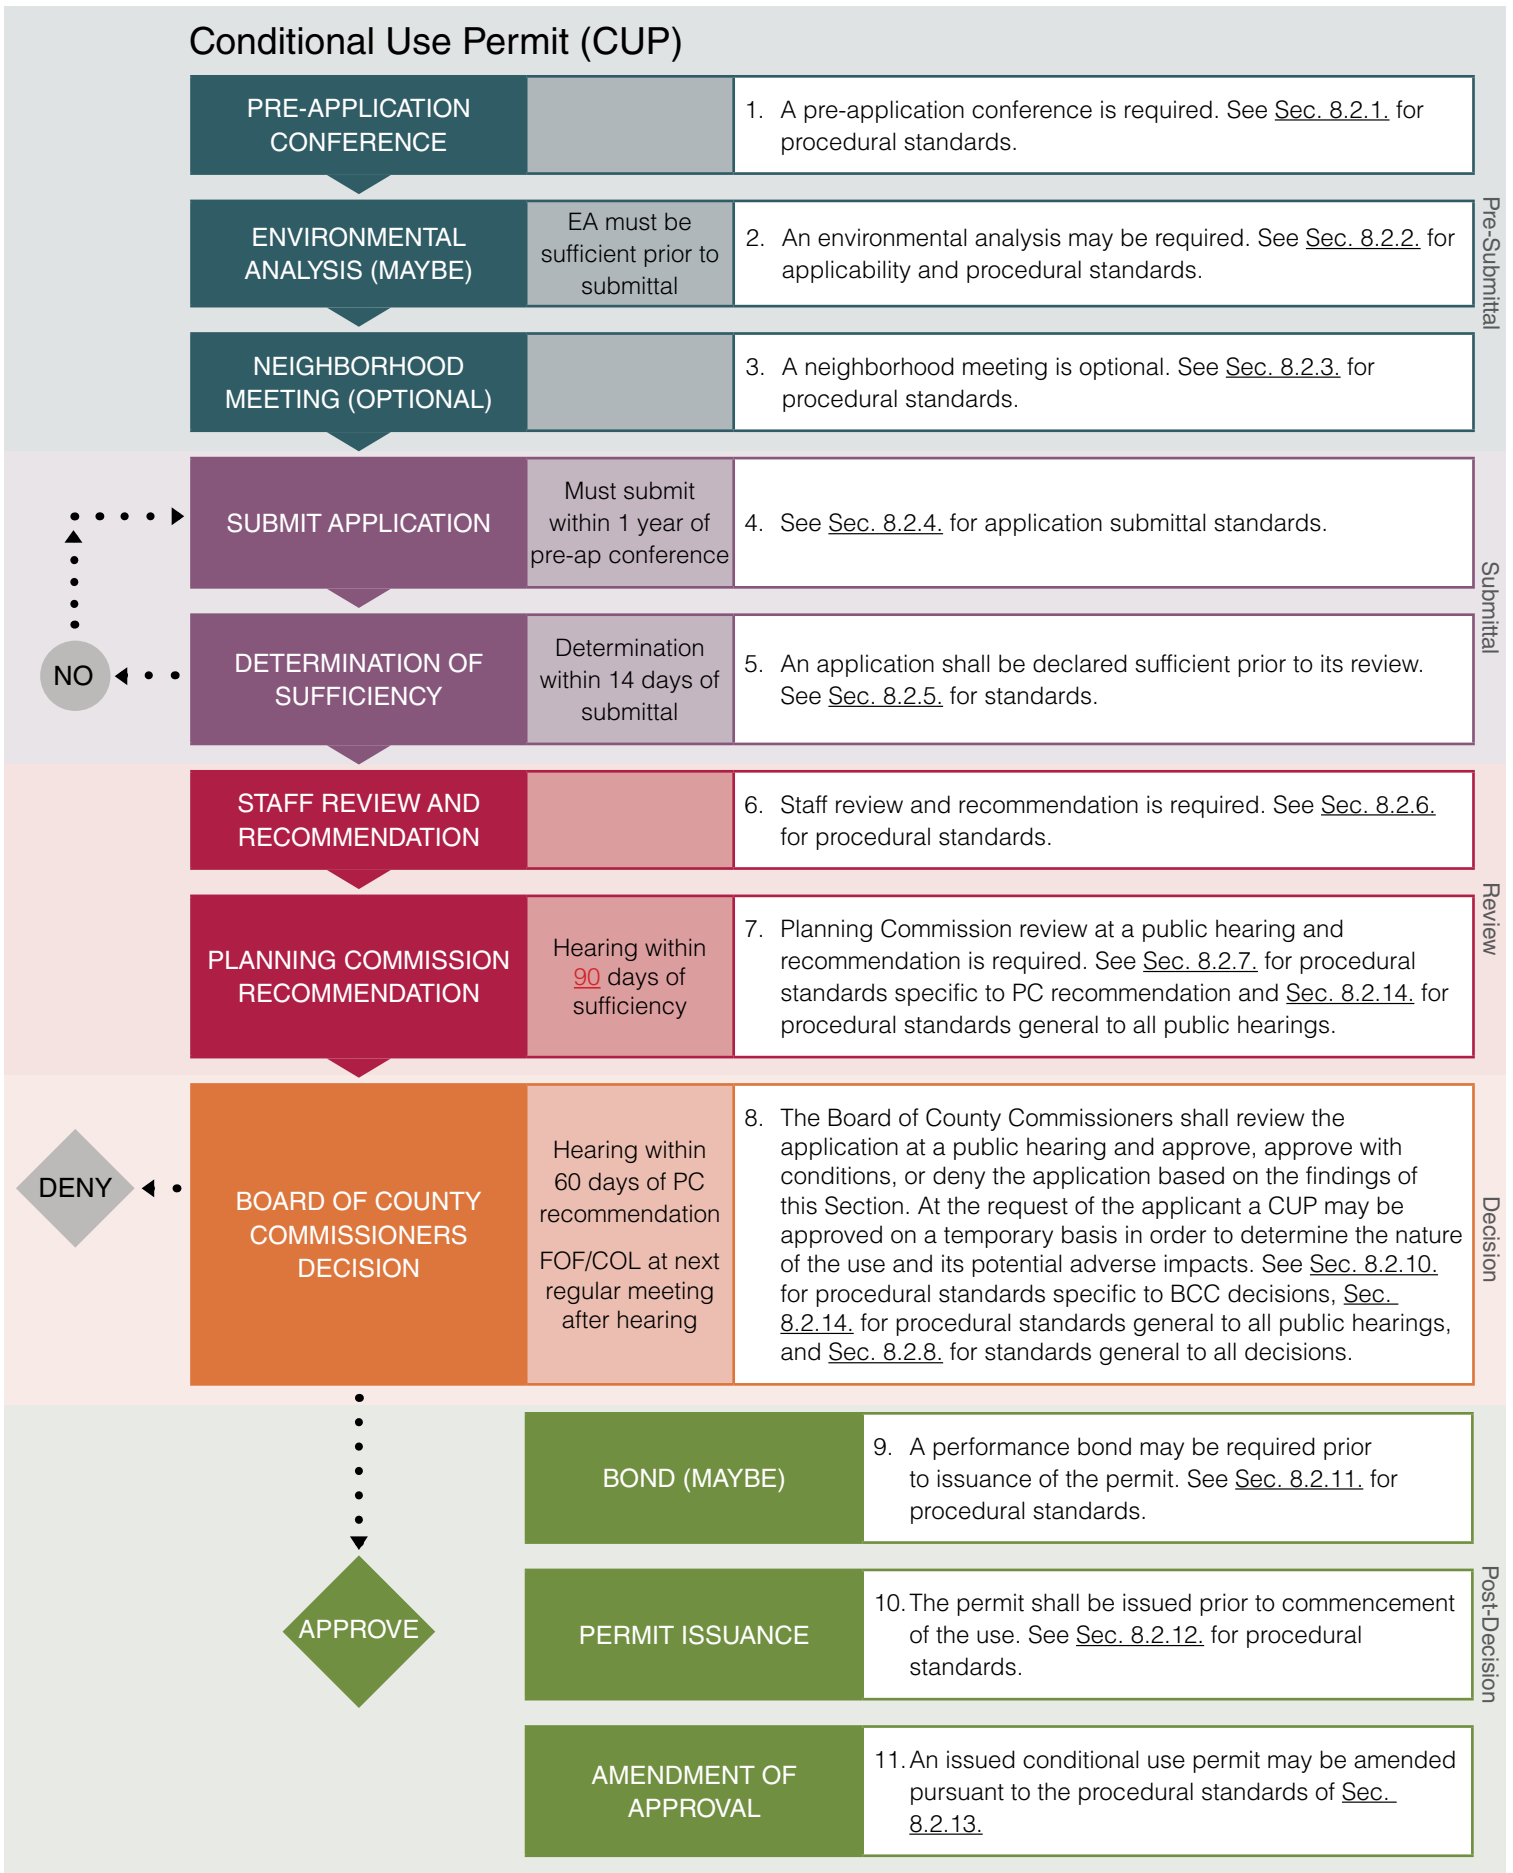 Conditional Use Permit (CUP)
PRE-APPLICATION
CONFERENCE
1. A pre-application conference is required. See Sec. 8.2.1. for
procedural standards.
ENVIRONMENTAL
ANALYSIS (MAYBE)
EA must be
sufficient prior to
submittal
2. An environmental analysis may be required. See Sec. 8.2.2. for
applicability and procedural standards.
NEIGHBORHOOD
MEETING (OPTIONAL)
3. A neighborhood meeting is optional. See Sec. 8.2.3. for
procedural standards.
Pre-Submittal
SUBMIT APPLICATION
Must submit
within 1 year of
pre-ap conference
4. See Sec. 8.2.4. for application submittal standards.
NO
DETERMINATION OF
SUFFICIENCY
Determination
within 14 days of
submittal
5. An application shall be declared sufficient prior to its review.
See Sec. 8.2.5. for standards.
Submittal
STAFF REVIEW AND
RECOMMENDATION
6. Staff review and recommendation is required. See Sec. 8.2.6.
for procedural standards.
PLANNING COMMISSION
RECOMMENDATION
Hearing within
90 days of
sufficiency
7. Planning Commission review at a public hearing and
recommendation is required. See Sec. 8.2.7. for procedural
standards specific to PC recommendation and Sec. 8.2.14. for
procedural standards general to all public hearings.
Review
DENY
BOARD OF COUNTY
COMMISSIONERS
DECISION
Hearing within
60 days of PC
recommendation
FOF/COL at next
regular meeting
after hearing
8. The Board of County Commissioners shall review the
application at a public hearing and approve, approve with
conditions, or deny the application based on the findings of
this Section. At the request of the applicant a CUP may be
approved on a temporary basis in order to determine the nature
of the use and its potential adverse impacts. See Sec. 8.2.10.
for procedural standards specific to BCC decisions, Sec.
8.2.14. for procedural standards general to all public hearings,
and Sec. 8.2.8. for standards general to all decisions.
Decision
APPROVE
BOND (MAYBE)
9. A performance bond may be required prior
to issuance of the permit. See Sec. 8.2.11. for
procedural standards.
PERMIT ISSUANCE
10. The permit shall be issued prior to commencement
of the use. See Sec. 8.2.12. for procedural
standards.
AMENDMENT OF
APPROVAL
11. An issued conditional use permit may be amended
pursuant to the procedural standards of Sec.
8.2.13.
Post-Decision